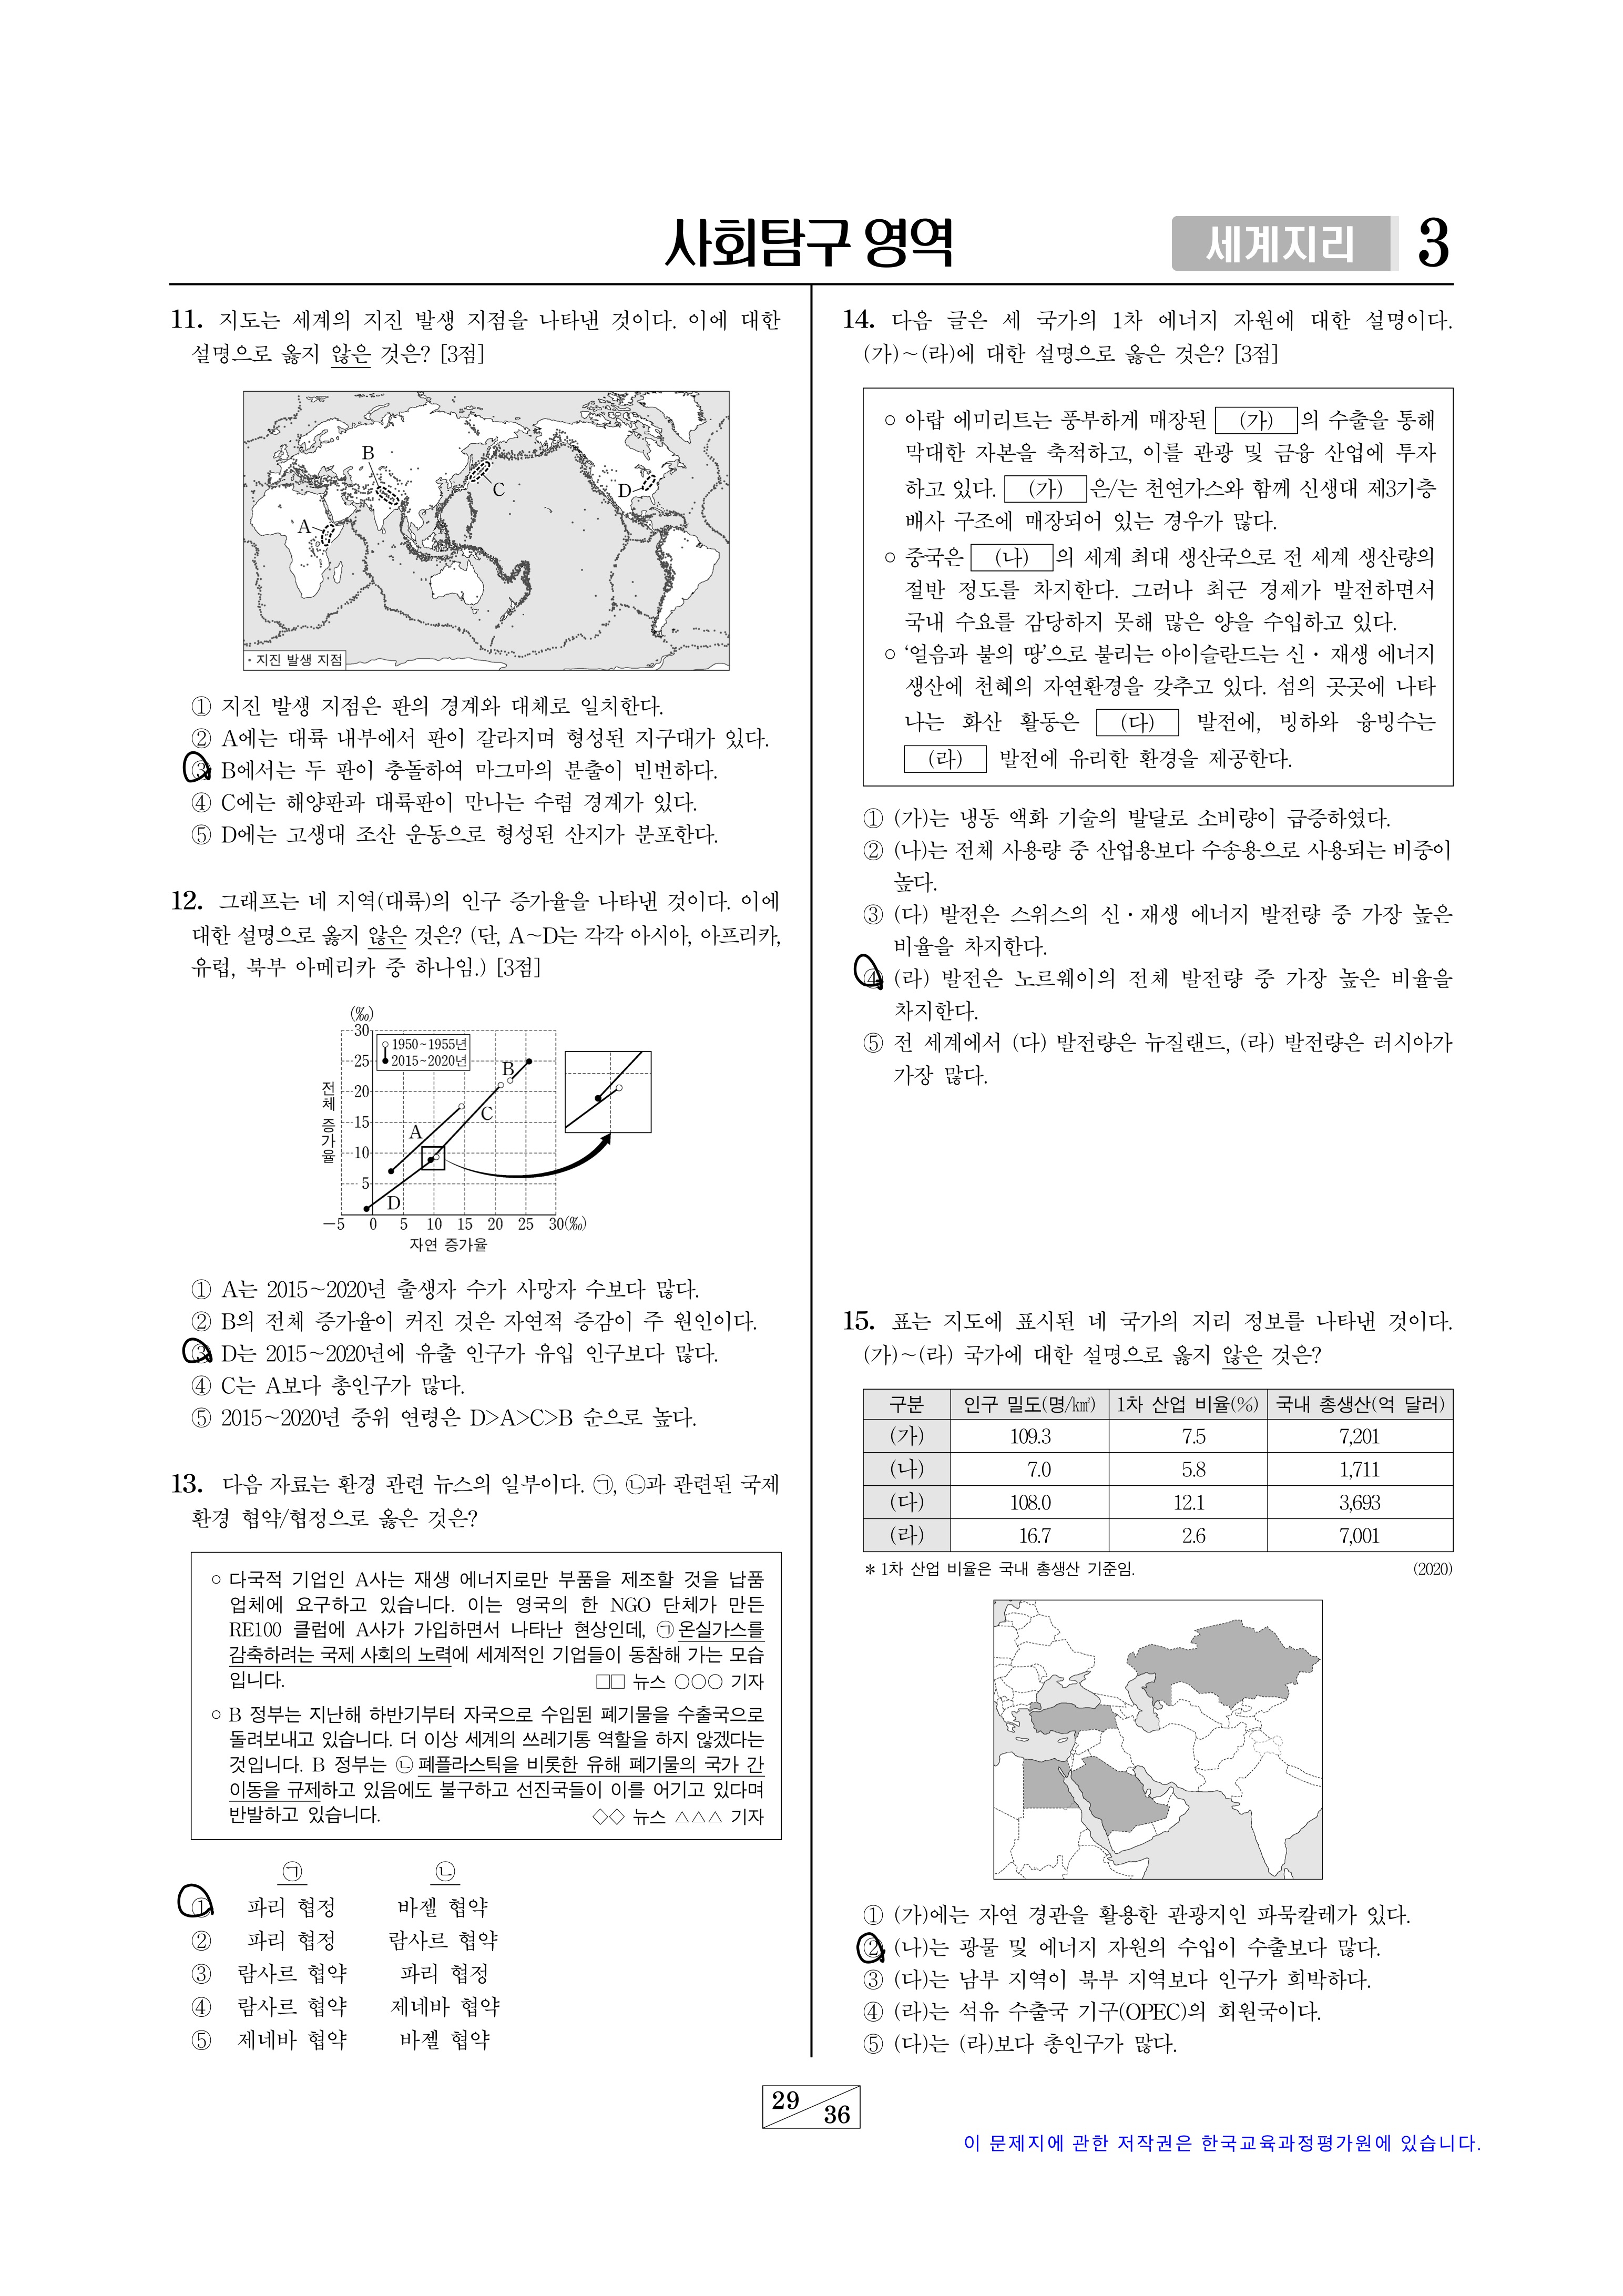 사회탐구 영역
세계지리
3
11. 지도는 세계의 지진 발생 지점을 나타낸 것이다. 이에 대한
설명으로 옳지 않은 것은? [3점]
B
C
D
A
• 지진 발생 지점
① 지진 발생 지점은 판의 경계와 대체로 일치한다.
② A에는 대륙 내부에서 판이 갈라지며 형성된 지구대가 있다.
③ B에서는 두 판이 충돌하여 마그마의 분출이 빈번하다.
④ C에는 해양판과 대륙판이 만나는 수렴 경계가 있다.
⑤ D에는 고생대 조산 운동으로 형성된 산지가 분포한다.
12. 그래프는 네 지역(대륙)의 인구 증가율을 나타낸 것이다. 이에
대한 설명으로 옳지 않은 것은? (단, A~D는 각각 아시아, 아프리카,
유럽, 북부 아메리카 중 하나임.) [3점]
(‰)
30
25
20
15
10
5
전체 증가율
○ 1950~1955년
● 2015~2020년
A
B
C
D
-5 0 5 10 15 20 25 30(‰)
자연 증가율
① A는 2015~2020년 출생자 수가 사망자 수보다 많다.
② B의 전체 증가율이 커진 것은 자연적 증감이 주 원인이다.
③ D는 2015~2020년에 유출 인구가 유입 인구보다 많다.
④ C는 A보다 총인구가 많다.
⑤ 2015~2020년 중위 연령은 D>A>C>B 순으로 높다.
13. 다음 자료는 환경 관련 뉴스의 일부이다. ㉠, ㉡과 관련된 국제
환경 협약/협정으로 옳은 것은?
○ 다국적 기업인 A사는 재생 에너지로만 부품을 제조할 것을 납품
업체에 요구하고 있습니다. 이는 영국의 한 NGO 단체가 만든
RE100 클럽에 A사가 가입하면서 나타난 현상인데, ㉠ 온실가스를
감축하려는 국제 사회의 노력에 세계적인 기업들이 동참해 가는 모습
입니다. □□ 뉴스 ○○○ 기자
○ B 정부는 지난해 하반기부터 자국으로 수입된 폐기물을 수출국으로
돌려보내고 있습니다. 더 이상 세계의 쓰레기통 역할을 하지 않겠다는
것입니다. B 정부는 ㉡ 폐플라스틱을 비롯한 유해 폐기물의 국가 간
이동을 규제하고 있음에도 불구하고 선진국들이 이를 어기고 있다며
반발하고 있습니다. ◇◇ 뉴스 △△△ 기자
㉠ ㉡
① 파리 협정 바젤 협약
② 파리 협정 람사르 협약
③ 람사르 협약 파리 협정
④ 람사르 협약 제네바 협약
⑤ 제네바 협약 바젤 협약
14. 다음 글은 세 국가의 1차 에너지 자원에 대한 설명이다.
(가)~(라)에 대한 설명으로 옳은 것은? [3점]
○ 아랍 에미리트는 풍부하게 매장된 (가) 의 수출을 통해
막대한 자본을 축적하고, 이를 관광 및 금융 산업에 투자
하고 있다. (가) 은/는 천연가스와 함께 신생대 제3기층
배사 구조에 매장되어 있는 경우가 많다.
○ 중국은 (나) 의 세계 최대 생산국으로 전 세계 생산량의
절반 정도를 차지한다. 그러나 최근 경제가 발전하면서
국내 수요를 감당하지 못해 많은 양을 수입하고 있다.
○ ‘얼음과 불의 땅’으로 불리는 아이슬란드는 신·재생 에너지
생산에 천혜의 자연환경을 갖추고 있다. 섬의 곳곳에 나타
나는 화산 활동은 (다) 발전에, 빙하와 융빙수는
(라) 발전에 유리한 환경을 제공한다.
① (가)는 냉동 액화 기술의 발달로 소비량이 급증하였다.
② (나)는 전체 사용량 중 산업용보다 수송용으로 사용되는 비중이
높다.
③ (다) 발전은 스위스의 신·재생 에너지 발전량 중 가장 높은
비율을 차지한다.
④ (라) 발전은 노르웨이의 전체 발전량 중 가장 높은 비율을
차지한다.
⑤ 전 세계에서 (다) 발전량은 뉴질랜드, (라) 발전량은 러시아가
가장 많다.
15. 표는 지도에 표시된 네 국가의 지리 정보를 나타낸 것이다.
(가)~(라) 국가에 대한 설명으로 옳지 않은 것은?
구분 인구 밀도(명/㎢) 1차 산업 비율(%) 국내 총생산(억 달러)
(가) 109.3 7.5 7,201
(나) 7.0 5.8 1,711
(다) 108.0 12.1 3,693
(라) 16.7 2.6 7,001
* 1차 산업 비율은 국내 총생산 기준임. (2020)
① (가)에는 자연 경관을 활용한 관광지인 파묵칼레가 있다.
② (나)는 광물 및 에너지 자원의 수입이 수출보다 많다.
③ (다)는 남부 지역이 북부 지역보다 인구가 희박하다.
④ (라)는 석유 수출국 기구(OPEC)의 회원국이다.
⑤ (다)는 (라)보다 총인구가 많다.
29
36
이 문제지에 관한 저작권은 한국교육과정평가원에 있습니다.